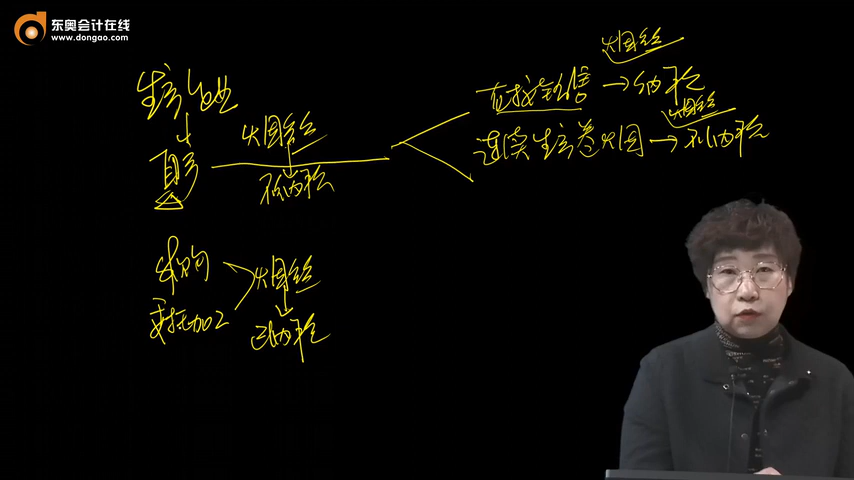 东奥会计在线
www.dongao.com
生产企业
烟丝
直接销售 → 纳税
烟丝
自产
烟丝
不纳税
连续生产卷烟 → 不纳税
烟丝
外购
委托加工
烟丝
已纳税